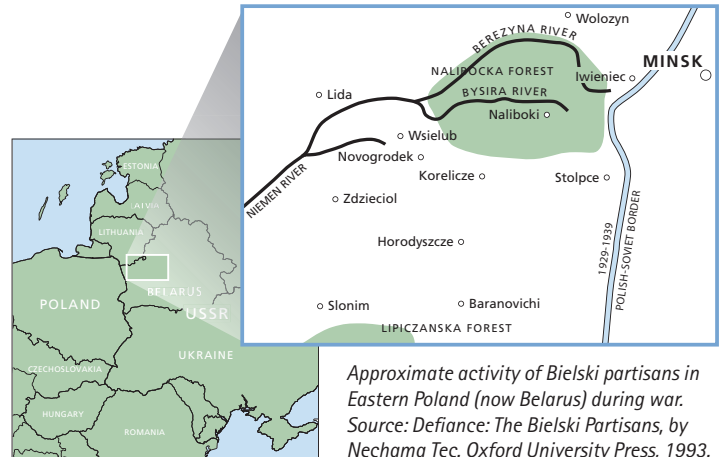 Wolozyn
BEREZYNA RIVER
MINSK
NALIBOCKA FOREST
Iwieniec
Lida
BYSIRA RIVER
Naliboki
Wsielub
Novogrodek
Korelicze
Stolpce
NIEMEN RIVER
Zdzieciol
Horodyszcze
1929-1939
POLISH-SOVIET BORDER
Slonim
Baranovichi
LIPICZANSKA FOREST
ESTONIA
LATVIA
LITHUANIA
POLAND
BELARUS
USSR
UKRAINE
CZECHOSLOVAKIA
HUNGARY
ROMANIA
Approximate activity of Bielski partisans in
Eastern Poland (now Belarus) during war.
Source: Defiance: The Bielski Partisans, by
Nechama Tec. Oxford University Press, 1993.